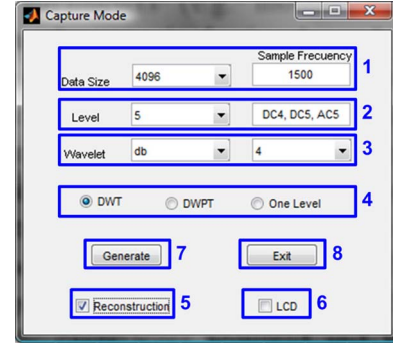 Capture Mode
Sample Frecuency
Data Size 4096 1500 1
Level 5 DC4, DC5, AC5 2
Wavelet db 4 3
DWT DWPT One Level 4
Generate 7 Exit 8
Reconstruction 5 LCD 6